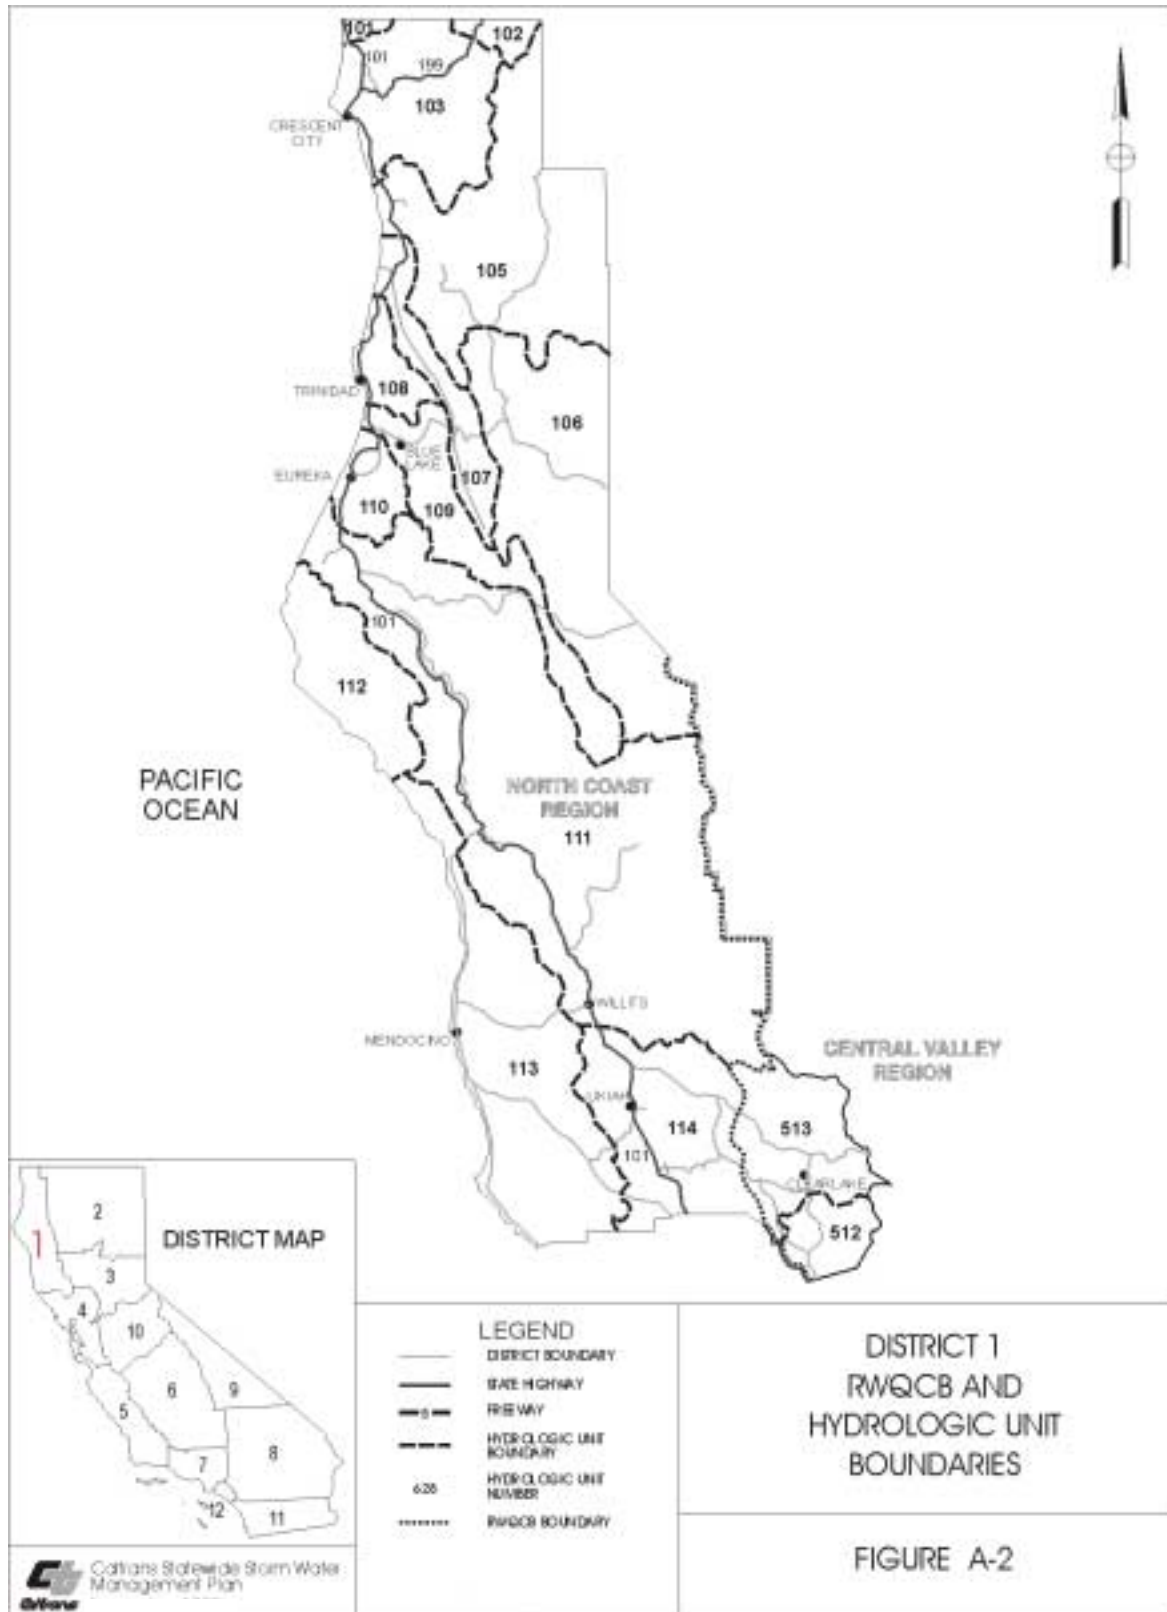 101
102
101
199
103
CRESCENT
CITY
105
TRINIDAD
108
106
BLUE
LAKE
EUREKA
107
110
109
101
112
PACIFIC
OCEAN
NORTH COAST
REGION
111
WILLITS
MENDOCINO
CENTRAL VALLEY
REGION
113
UKIAH
114
513
101
CLEARLAKE
512
DISTRICT MAP
1
2
3
4
10
6
9
5
8
7
12
11
LEGEND
DISTRICT BOUNDARY
STATE HIGHWAY
FREEWAY
HYDROLOGIC UNIT
BOUNDARY
628
HYDROLOGIC UNIT
NUMBER
RWQCB BOUNDARY
DISTRICT 1
RWQCB AND
HYDROLOGIC UNIT
BOUNDARIES
FIGURE A-2
Caltrans Statewide Storm Water
Management Plan
Caltrans